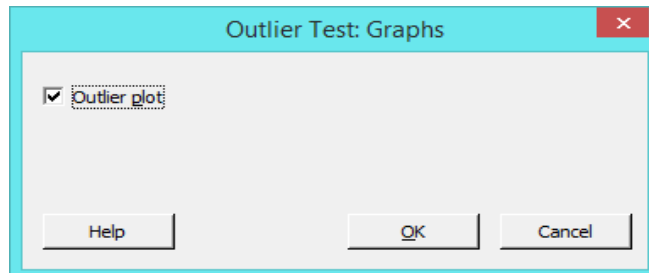 Outlier Test: Graphs
Outlier plot
Help
OK
Cancel